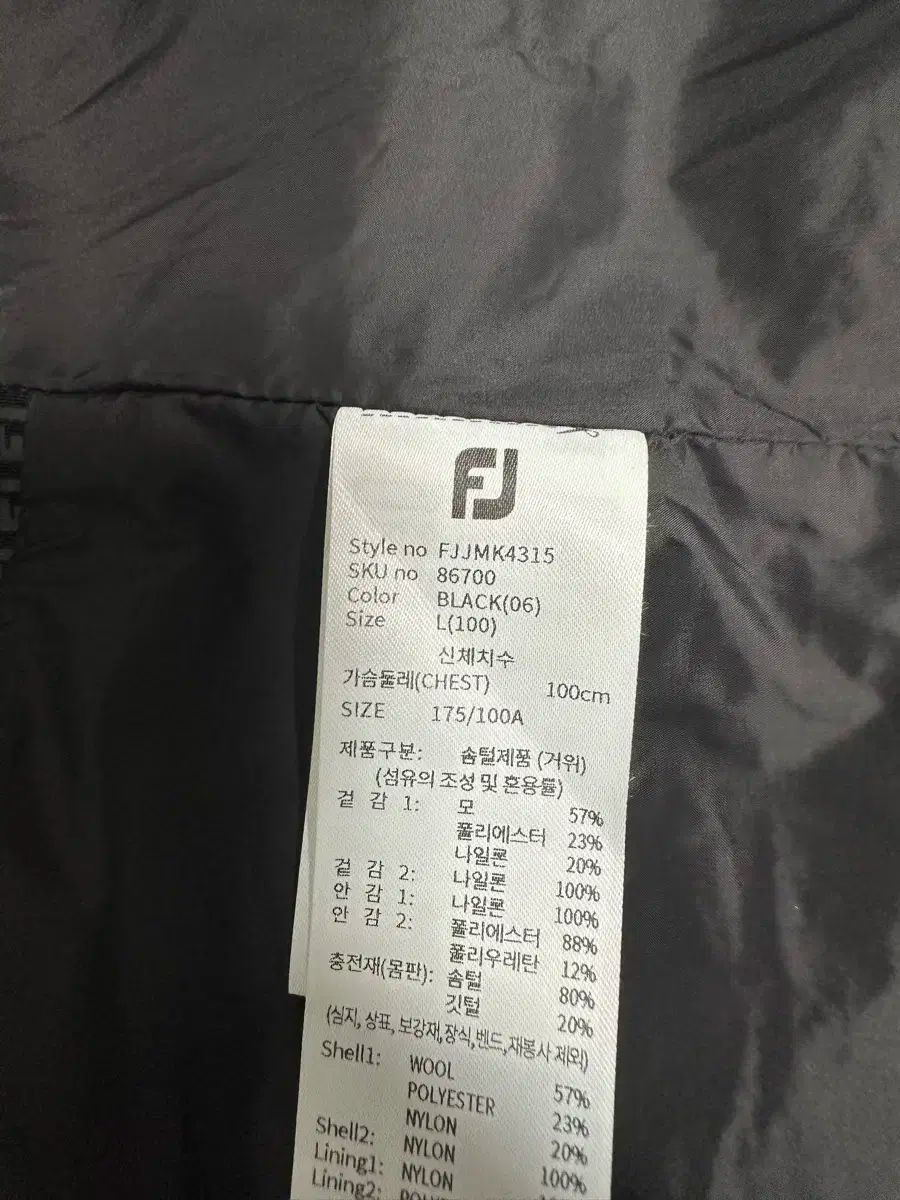 FJ
Style no FJJMK4315
SKU no 86700
Color BLACK(06)
Size L(100)
신체치수
가슴둘레(CHEST) 100cm
SIZE 175/100A
제품구분: 솜털제품 (거위)
(섬유의 조성 및 혼용률)
겉 감 1: 모 57%
폴리에스터 23%
나일론 20%
겉 감 2: 나일론 100%
안 감 1: 나일론 100%
안 감 2: 폴리에스터 88%
폴리우레탄 12%
충전재(몸판): 솜털 80%
깃털 20%
(심지, 상표, 보강재,장식,벤드,재봉사 제외)
Shell1: WOOL 57%
POLYESTER 23%
NYLON 20%
Shell2: NYLON 100%
Lining1: NYLON
Lining2: